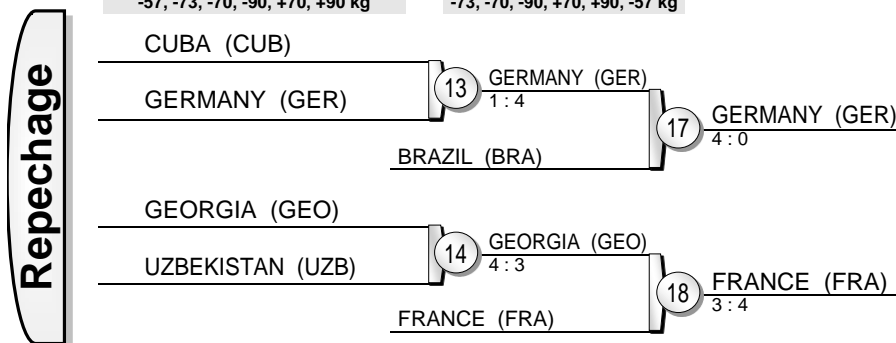 -57, -73, -70, -90, +70, +90 kg
-73, -70, -90, +70, +90, -57 kg
Repechage
CUBA (CUB)
GERMANY (GER)
13
GERMANY (GER)
1 : 4
BRAZIL (BRA)
17
GERMANY (GER)
4 : 0
GEORGIA (GEO)
UZBEKISTAN (UZB)
14
GEORGIA (GEO)
4 : 3
FRANCE (FRA)
18
FRANCE (FRA)
3 : 4